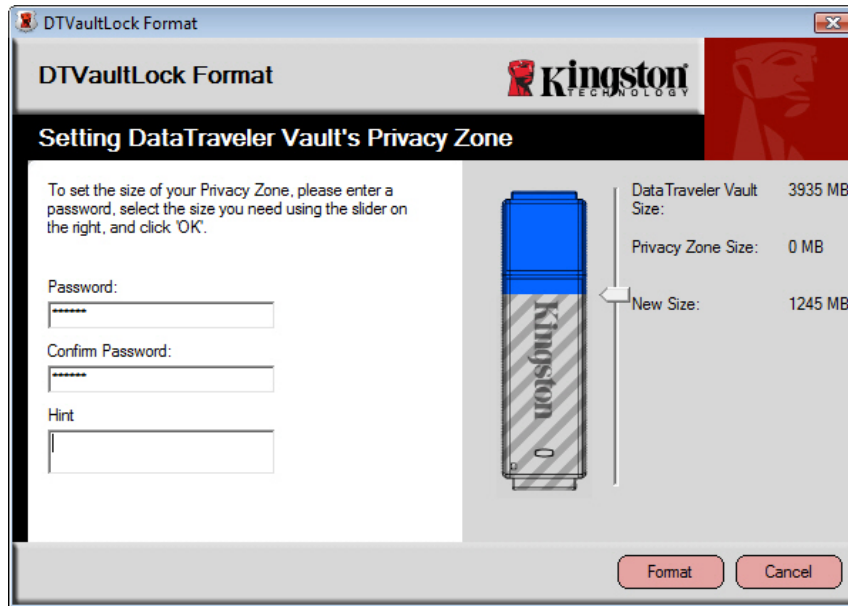 DTVaultLock Format
DTVaultLock Format
Kingston
TECHNOLOGY
Setting DataTraveler Vault's Privacy Zone
To set the size of your Privacy Zone, please enter a
password, select the size you need using the slider on
the right, and click 'OK'.
Password:
******
Confirm Password:
******
Hint
Kingston
DataTraveler Vault
Size:
3935 MB
Privacy Zone Size:
0 MB
New Size:
1245 MB
Format
Cancel